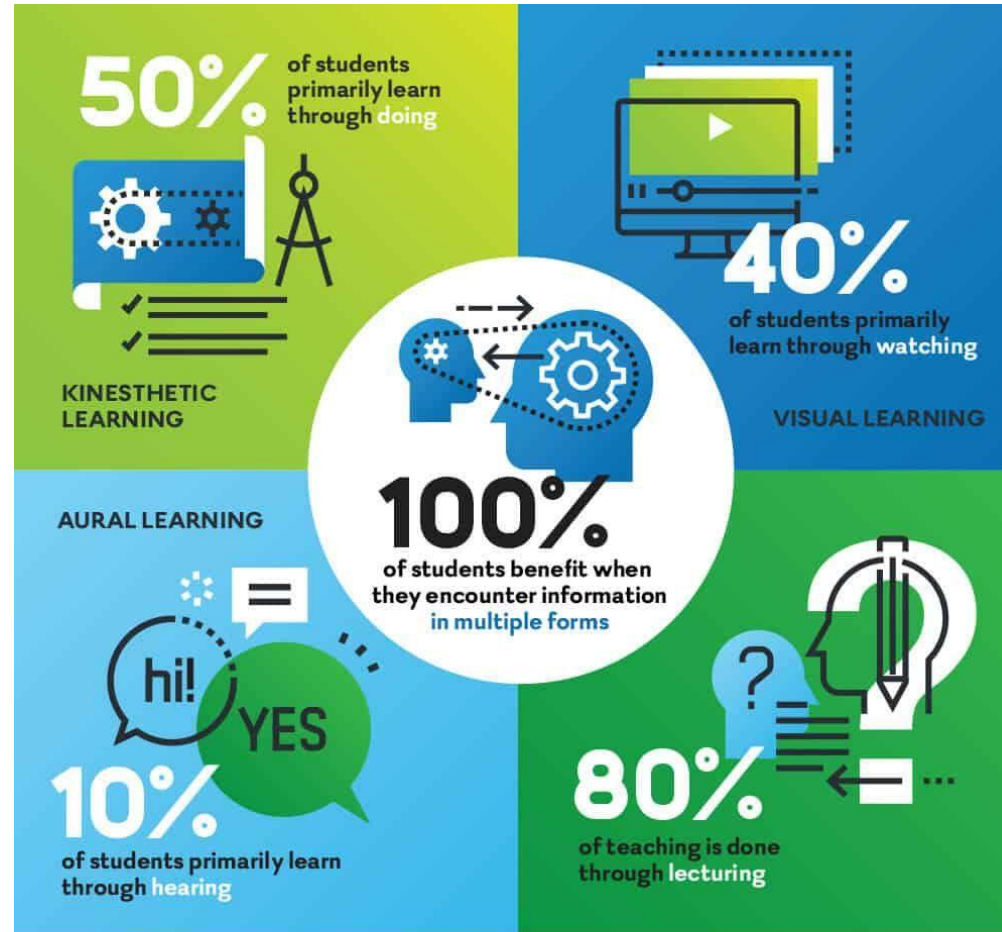 50%
of students
primarily learn
through doing
KINESTHETIC
LEARNING
40%
of students primarily
learn through watching
VISUAL LEARNING
100%
of students benefit when
they encounter information
in multiple forms
AURAL LEARNING
hi!
YES
10%
of students primarily learn
through hearing
?
80%
of teaching is done
through lecturing